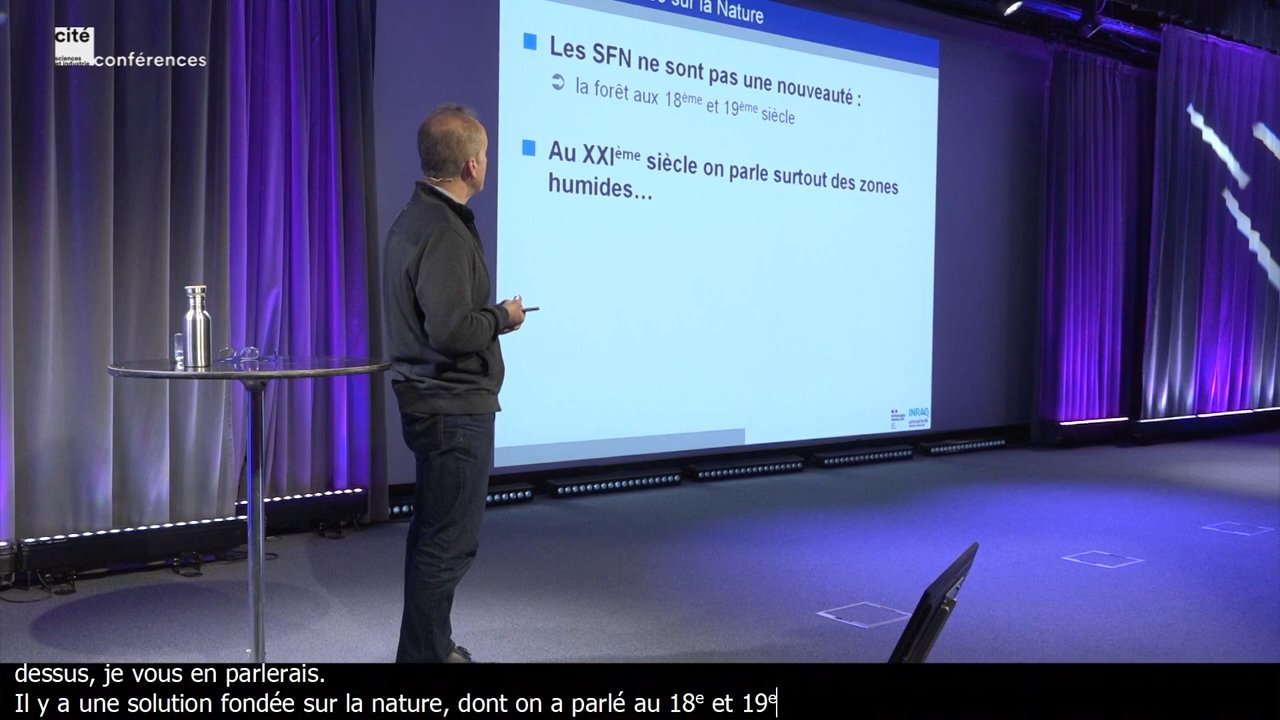 cité
sciences
et industrie
conférences
sur la Nature
Les SFN ne sont pas une nouveauté :
la forêt aux 18ème et 19ème siècle
Au XXIème siècle on parle surtout des zones
humides...
INRAE
dessus, je vous en parlerais.
Il y a une solution fondée sur la nature, dont on a parlé au 18e et 19e